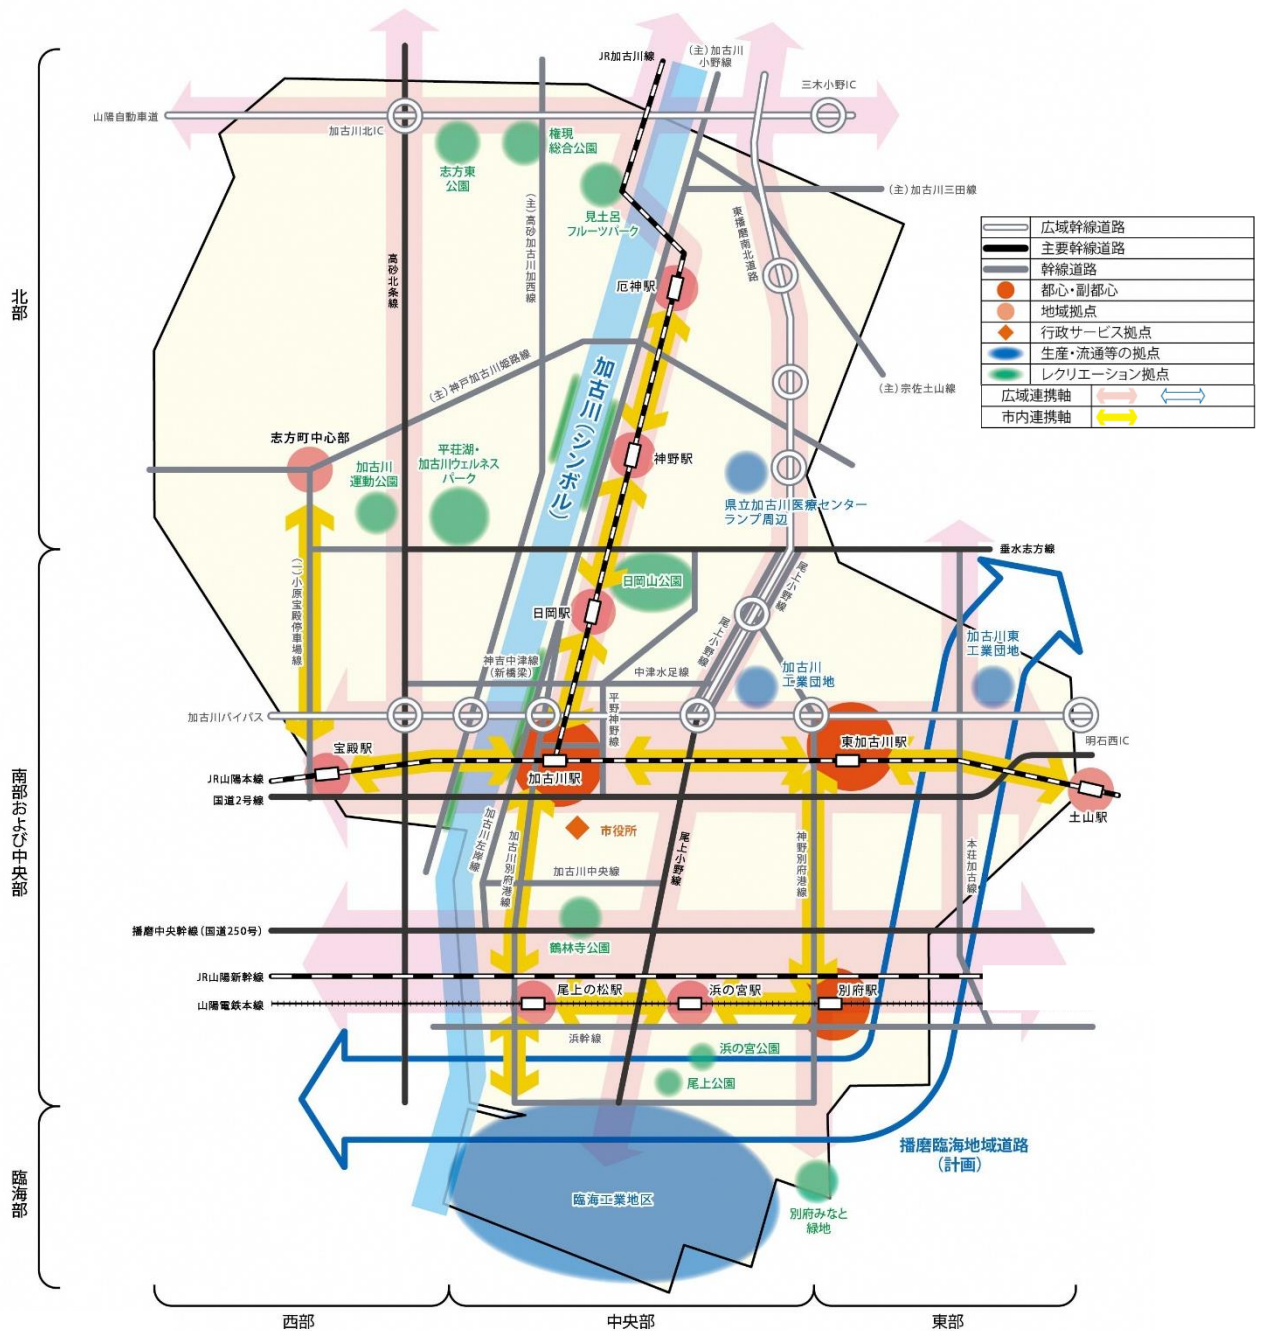 JR加古川線
(主)加古川
小野線
三木小野IC
山陽自動車道
加古川北IC
志方東
公園
権現
総合公園
見土呂
フルーツパーク
(主)加古川三田線
(主)高砂加古川加西線
東播磨南北道路
高砂北条線
広域幹線道路
主要幹線道路
幹線道路
都心・副都心
地域拠点
行政サービス拠点
生産・流通等の拠点
レクリエーション拠点
広域連携軸
市内連携軸
北部
厄神駅
(主)神戸加古川姫路線
(主)宗佐土山線
加古川(シンボル)
志方町中心部
加古川
運動公園
平荘湖・
加古川ウェルネス
パーク
神野駅
県立加古川医療センター
ランプ周辺
垂水志方線
(一)小原宝殿停車場線
日岡山公園
日岡駅
尾上小野線
尾上小野線
神吉中津線
(新橋梁)
中津水足線
加古川
工業団地
加古川東
工業団地
平野神野線
加古川バイパス
明石西IC
宝殿駅
加古川駅
東加古川駅
JR山陽本線
国道2号線
土山駅
南部および中央部
市役所
加古川左岸線
加古川別府港線
尾上小野線
神野別府港線
本荘加古線
加古川中央線
播磨中央幹線(国道250号)
鶴林寺公園
JR山陽新幹線
山陽電鉄本線
尾上の松駅
浜の宮駅
別府駅
浜幹線
浜の宮公園
尾上公園
播磨臨海地域道路
(計画)
臨海部
臨海工業地区
別府みなと
緑地
西部
中央部
東部